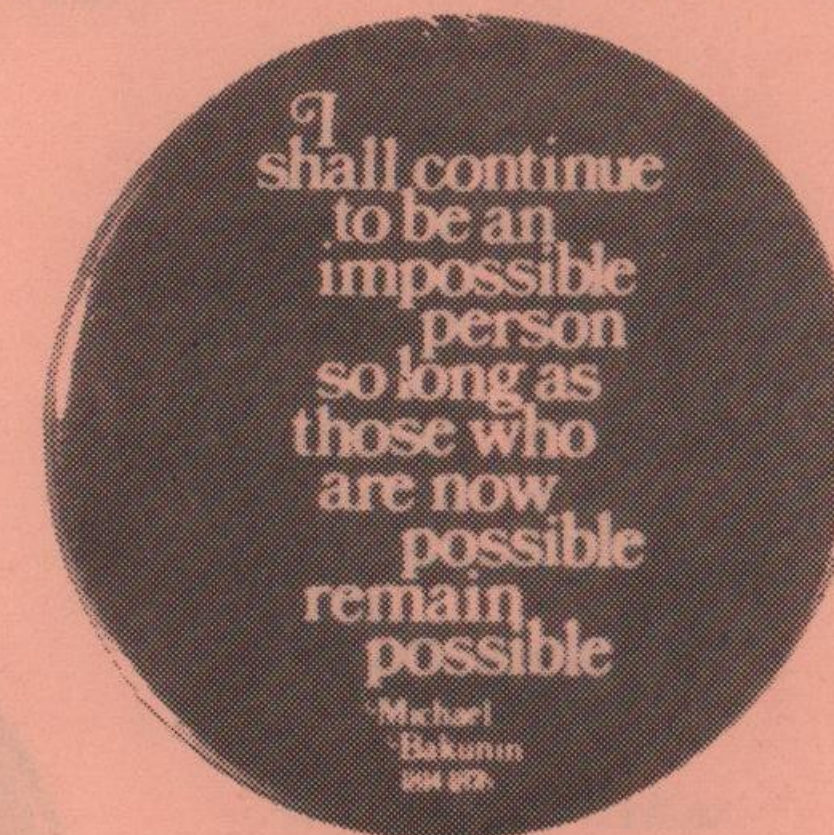 I
shall continue
to be an
impossible
person
so long as
those who
are now
possible
remain
possible
Michael
Bakunin